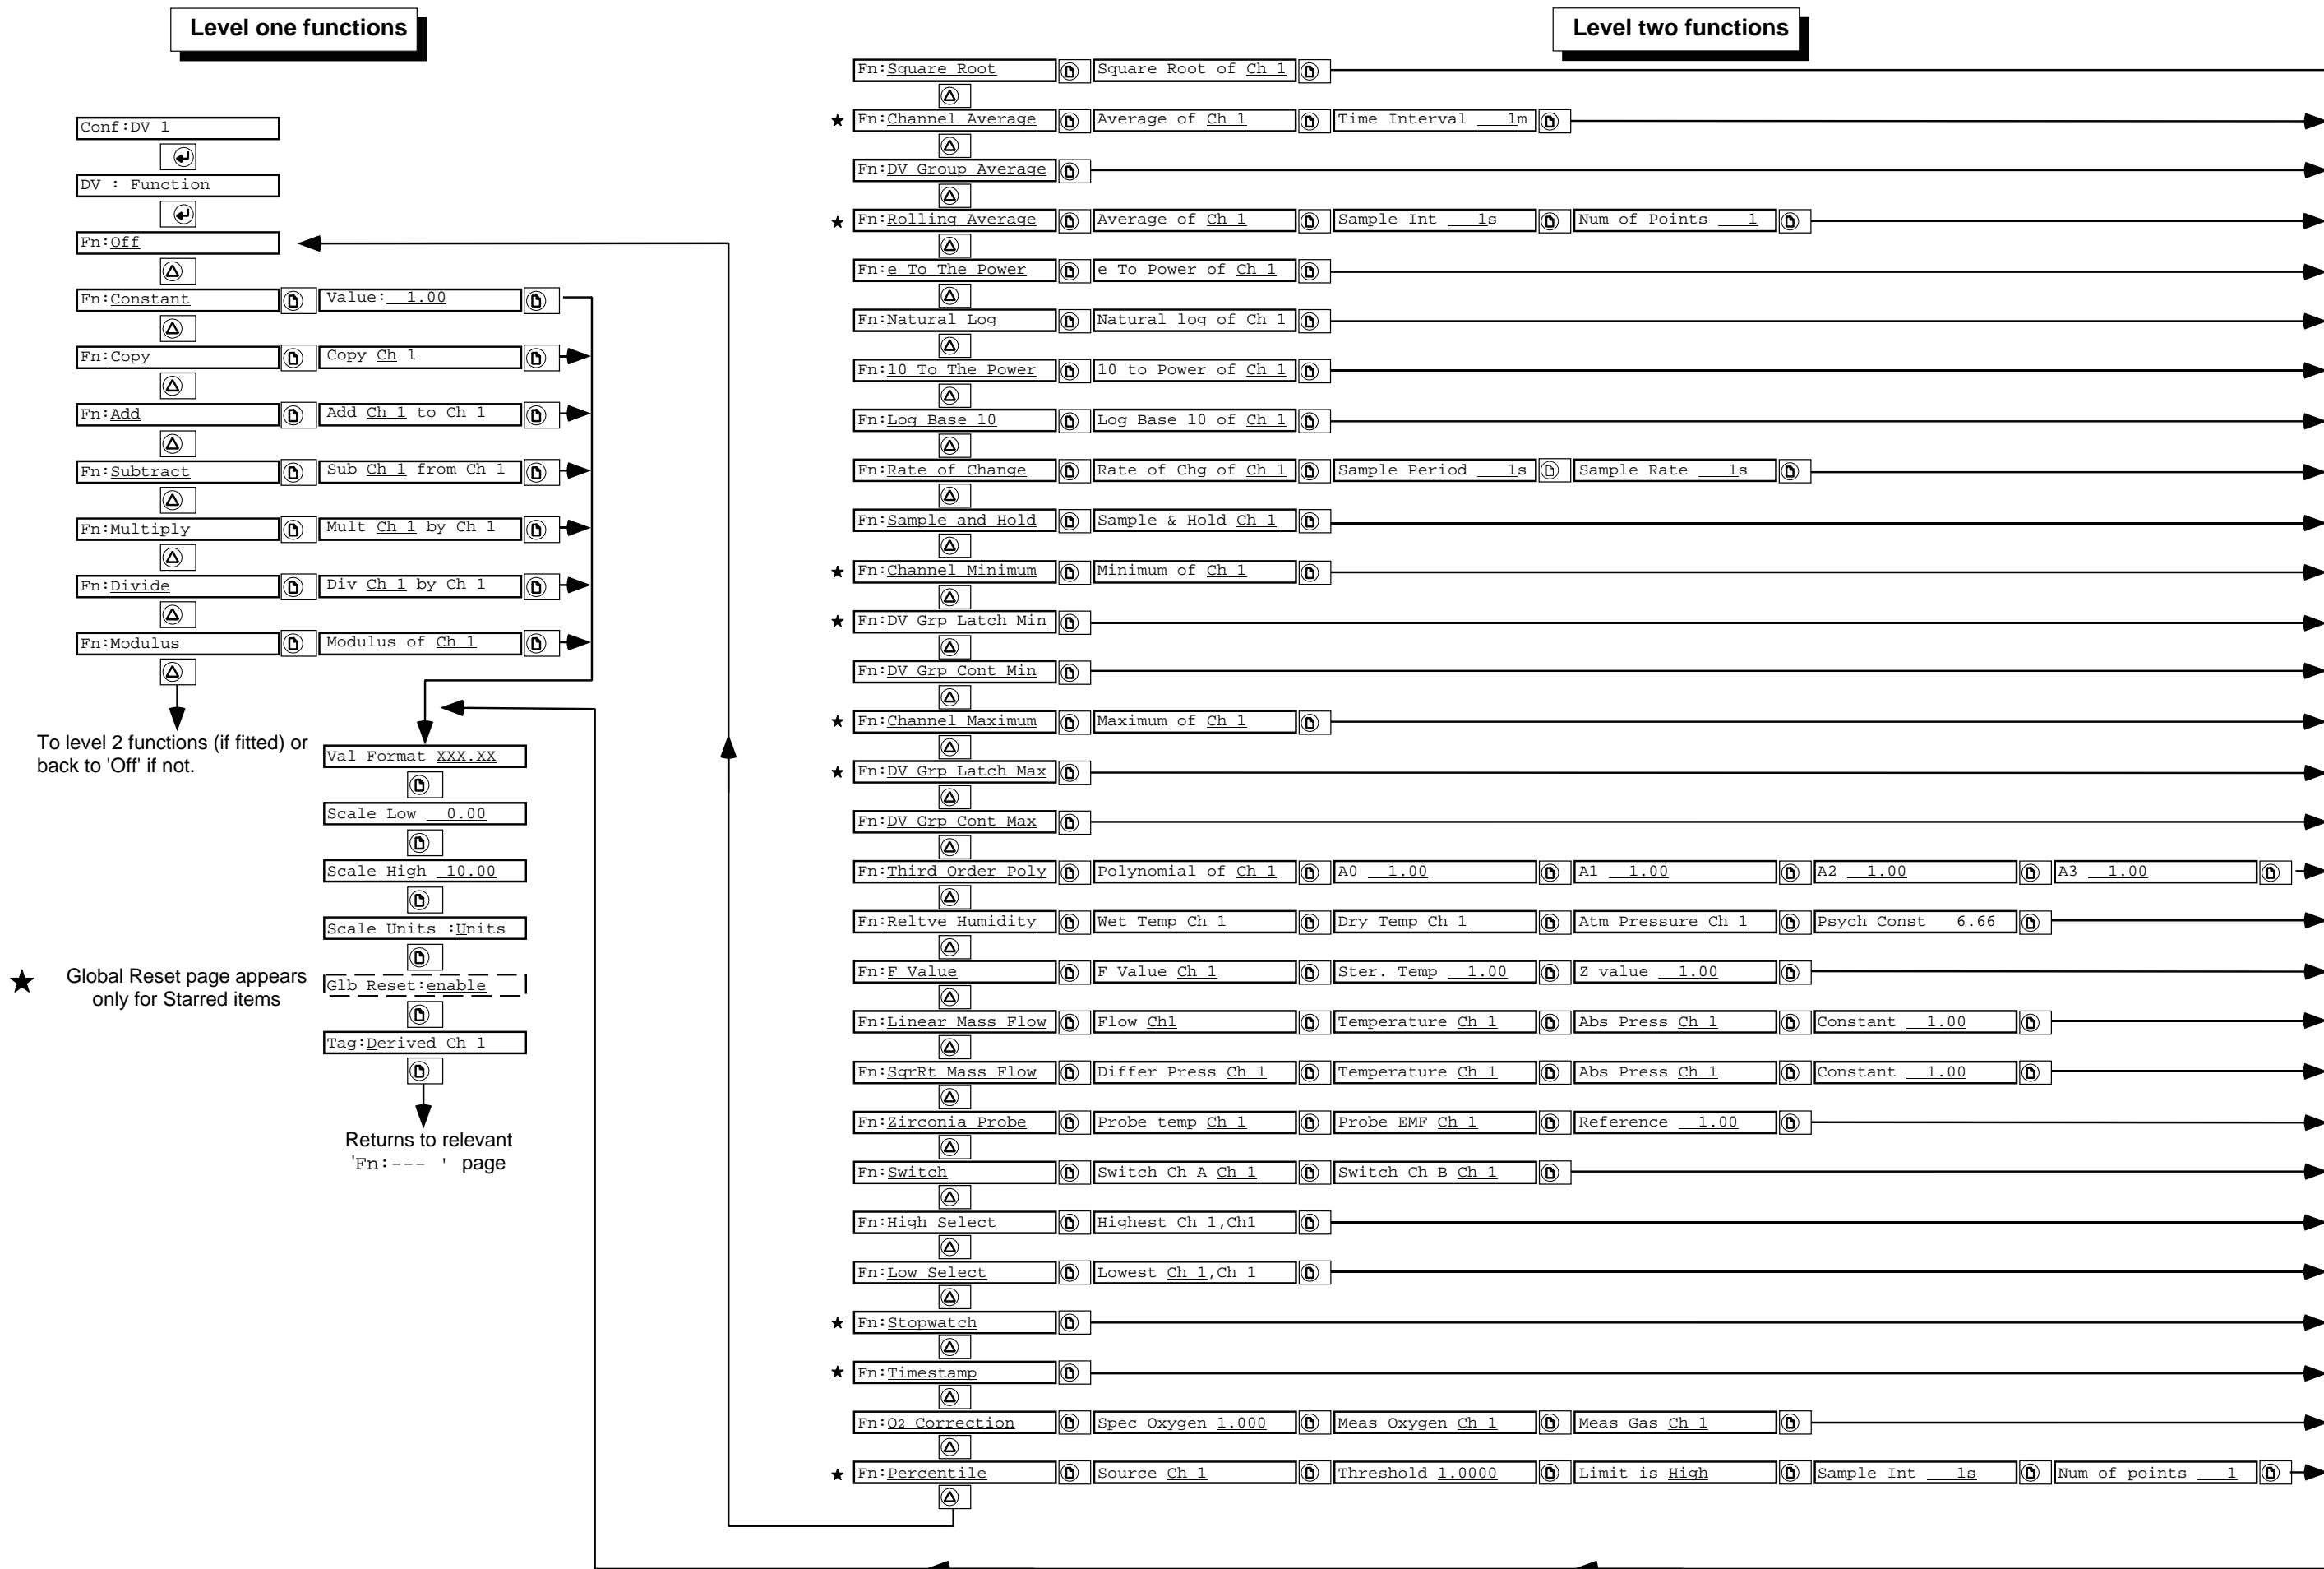 Level one functions
Conf:DV 1
DV : Function
Fn:Off
Fn:Constant Value: 1.00
Fn:Copy Copy Ch 1
Fn:Add Add Ch 1 to Ch 1
Fn:Subtract Sub Ch 1 from Ch 1
Fn:Multiply Mult Ch 1 by Ch 1
Fn:Divide Div Ch 1 by Ch 1
Fn:Modulus Modulus of Ch 1
To level 2 functions (if fitted) or
back to 'Off' if not.
Val Format XXX.XX
Scale Low 0.00
Scale High 10.00
Scale Units :Units
★ Global Reset page appears
only for Starred items
Glb Reset:enable
Tag:Derived Ch 1
Returns to relevant
'Fn:--- ' page
Level two functions
Fn:Square Root Square Root of Ch 1
★ Fn:Channel Average Average of Ch 1 Time Interval 1m
Fn:DV Group Average
★ Fn:Rolling Average Average of Ch 1 Sample Int 1s Num of Points 1
Fn:e To The Power e To Power of Ch 1
Fn:Natural Log Natural log of Ch 1
Fn:10 To The Power 10 to Power of Ch 1
Fn:Log Base 10 Log Base 10 of Ch 1
Fn:Rate of Change Rate of Chg of Ch 1 Sample Period 1s Sample Rate 1s
Fn:Sample and Hold Sample & Hold Ch 1
★ Fn:Channel Minimum Minimum of Ch 1
★ Fn:DV Grp Latch Min
Fn:DV Grp Cont Min
★ Fn:Channel Maximum Maximum of Ch 1
★ Fn:DV Grp Latch Max
Fn:DV Grp Cont Max
Fn:Third Order Poly Polynomial of Ch 1 A0 1.00 A1 1.00 A2 1.00 A3 1.00
Fn:Reltve Humidity Wet Temp Ch 1 Dry Temp Ch 1 Atm Pressure Ch 1 Psych Const 6.66
Fn:F Value F Value Ch 1 Ster. Temp 1.00 Z value 1.00
Fn:Linear Mass Flow Flow Ch1 Temperature Ch 1 Abs Press Ch 1 Constant 1.00
Fn:SqrRt Mass Flow Differ Press Ch 1 Temperature Ch 1 Abs Press Ch 1 Constant 1.00
Fn:Zirconia Probe Probe temp Ch 1 Probe EMF Ch 1 Reference 1.00
Fn:Switch Switch Ch A Ch 1 Switch Ch B Ch 1
Fn:High Select Highest Ch 1,Ch1
Fn:Low Select Lowest Ch 1,Ch 1
★ Fn:Stopwatch
★ Fn:Timestamp
Fn:O2 Correction Spec Oxygen 1.000 Meas Oxygen Ch 1 Meas Gas Ch 1
★ Fn:Percentile Source Ch 1 Threshold 1.0000 Limit is High Sample Int 1s Num of points 1